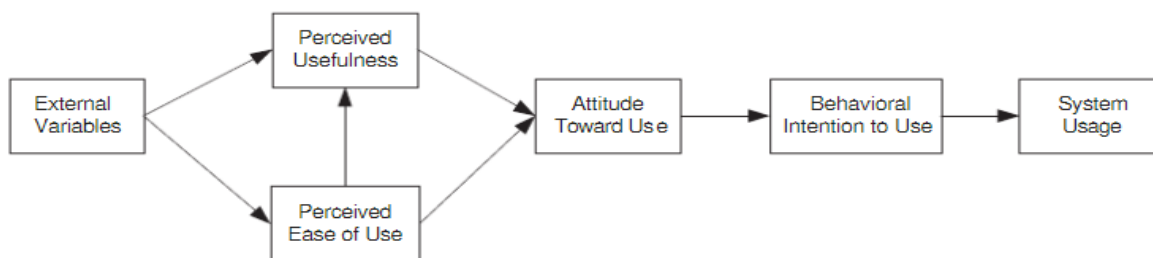 External
Variables
Perceived
Usefulness
Perceived
Ease of Use
Attitude
Toward Use
Behavioral
Intention to Use
System
Usage